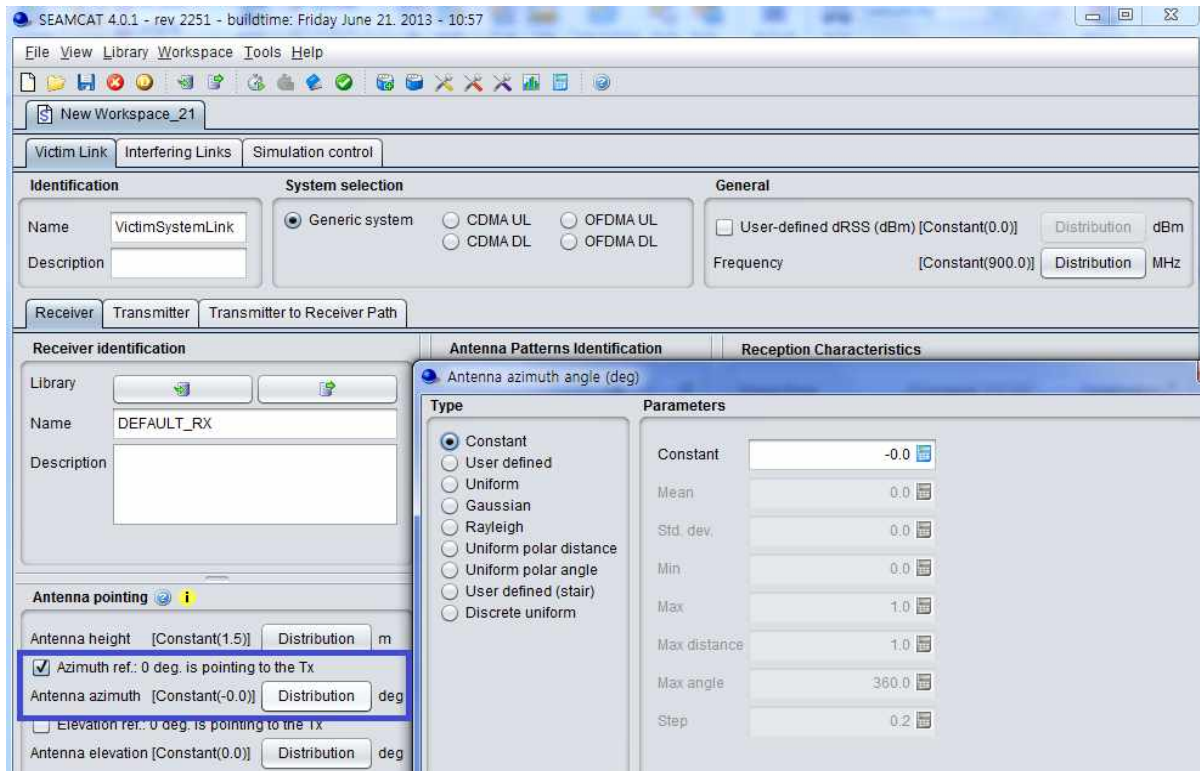 SEAMCAT 4.0.1 - rev 2251 - buildtime: Friday June 21. 2013 - 10:57
File View Library Workspace Tools Help
New Workspace_21
Victim Link Interfering Links Simulation control
Identification System selection General
Name VictimSystemLink Generic system CDMA UL OFDMA UL User-defined dRSS (dBm) [Constant(0.0)] Distribution dBm
CDMA DL OFDMA DL
Description Frequency [Constant(900.0)] Distribution MHz
Receiver Transmitter Transmitter to Receiver Path
Receiver identification Antenna Patterns Identification Reception Characteristics
Library
Name DEFAULT_RX
Description
Antenna pointing
Antenna height [Constant(1.5)] Distribution m
Azimuth ref.: 0 deg. is pointing to the Tx
Antenna azimuth [Constant(-0.0)] Distribution deg
Elevation ref.: 0 deg. is pointing to the Tx
Antenna elevation [Constant(0.0)] Distribution deg
Antenna azimuth angle (deg)
Type
Constant
User defined
Uniform
Gaussian
Rayleigh
Uniform polar distance
Uniform polar angle
User defined (stair)
Discrete uniform
Parameters
Constant -0.0
Mean 0.0
Std. dev. 0.0
Min 0.0
Max 1.0
Max distance 1.0
Max angle 360.0
Step 0.2